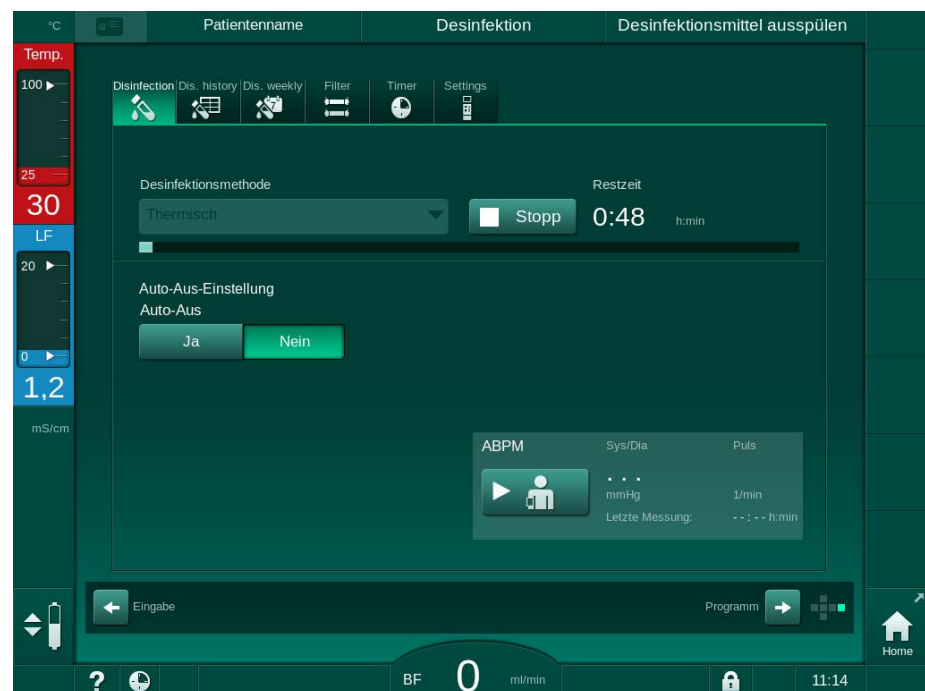 °C
Patientenname
Desinfektion
Desinfektionsmittel ausspülen
Temp.
100
25
30
LF
20
0
1,2
mS/cm
Disinfection
Dis. history
Dis. weekly
Filter
Timer
Settings
7
Desinfektionsmethode
Restzeit
Thermisch
Stopp
0:48 h:min
Auto-Aus-Einstellung
Auto-Aus
Ja
Nein
ABPM
Sys/Dia
Puls
. . .
mmHg
1/min
Letzte Messung: --:-- h:min
Eingabe
Programm
Home
?
BF 0 ml/min
11:14